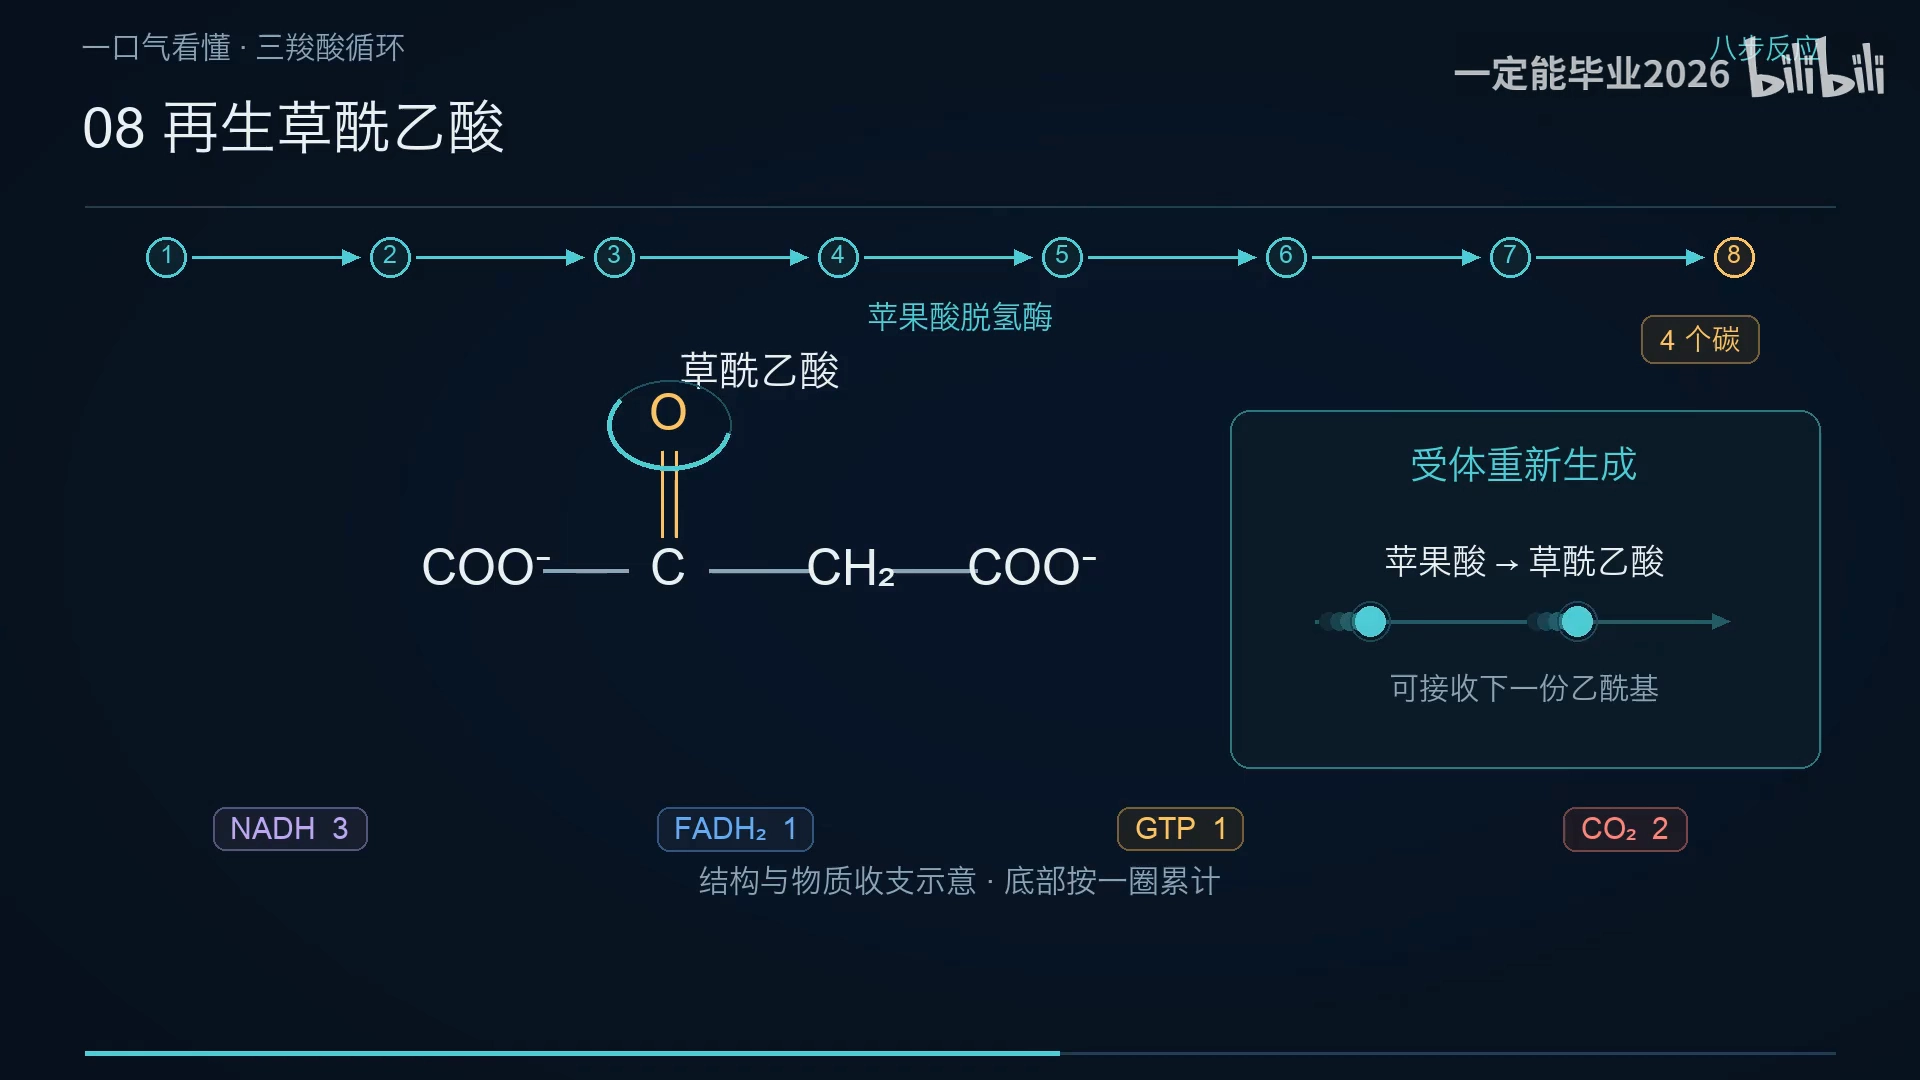 一口气看懂 · 三羧酸循环
八步反应
一定能毕业2026 bilibili
08 再生草酰乙酸
1 2 3 4 5 6 7 8
苹果酸脱氢酶
4 个碳
草酰乙酸
O
COO⁻ C CH₂ COO⁻
受体重新生成
苹果酸 → 草酰乙酸
可接收下一份乙酰基
NADH 3
FADH₂ 1
GTP 1
CO₂ 2
结构与物质收支示意 · 底部按一圈累计